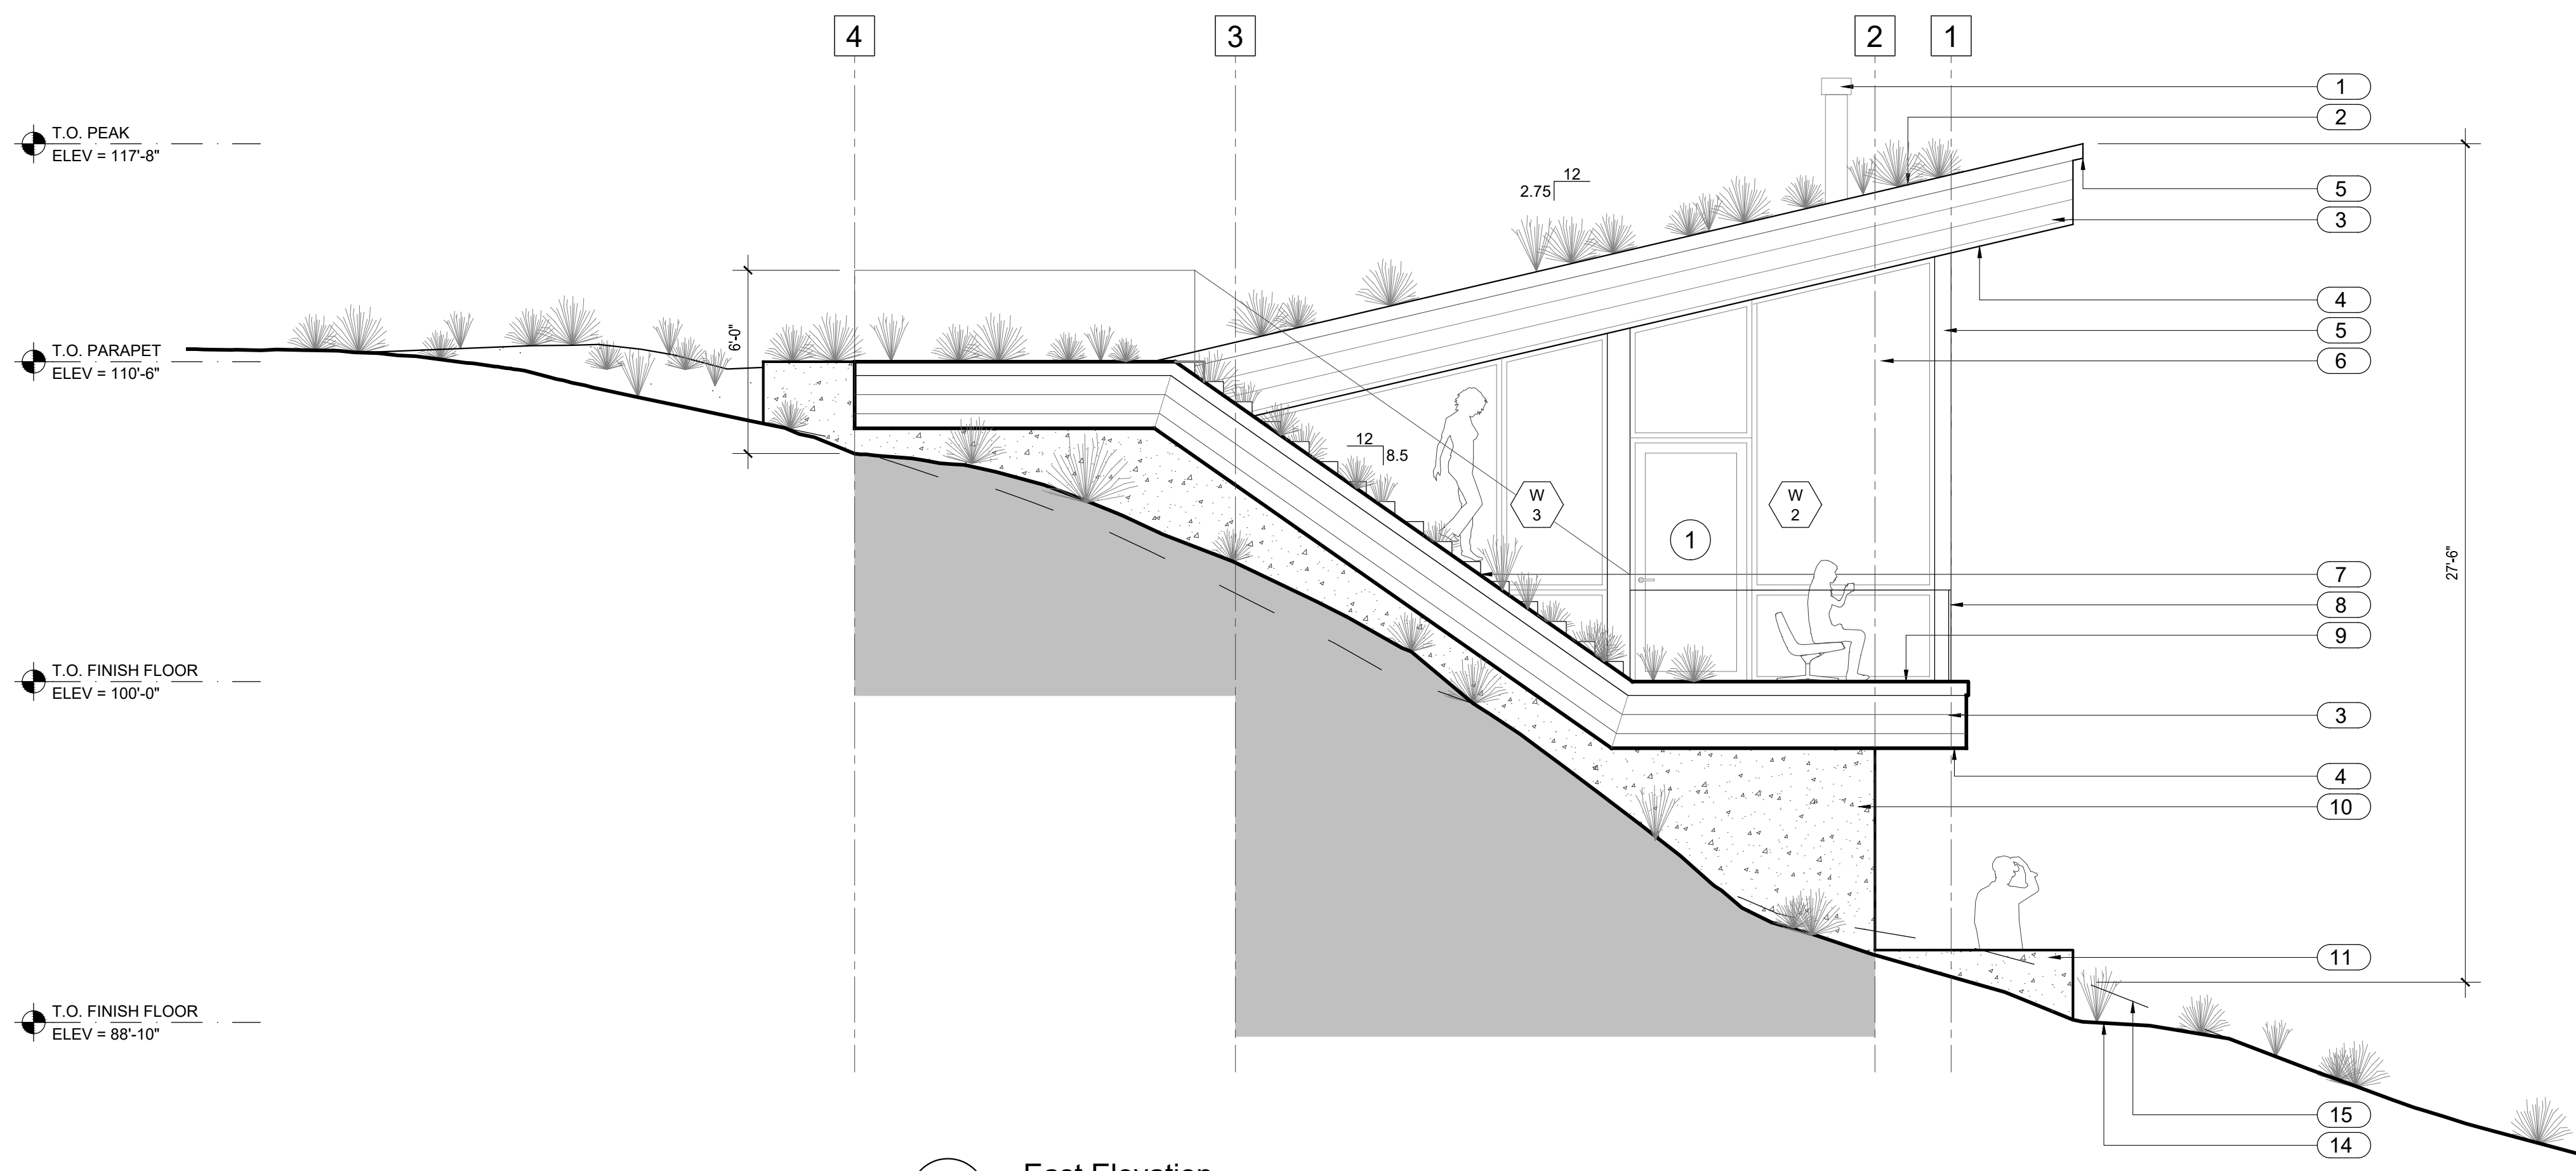 4
3
2
1
1
2
T.O. PEAK
ELEV = 117'-8"
12
2.75
5
3
4
5
6'-0"
T.O. PARAPET
ELEV = 110'-6"
6
12
8.5
W
3
W
2
1
27'-6"
7
8
9
T.O. FINISH FLOOR
ELEV = 100'-0"
3
4
10
11
T.O. FINISH FLOOR
ELEV = 88'-10"
15
14
East Elevation